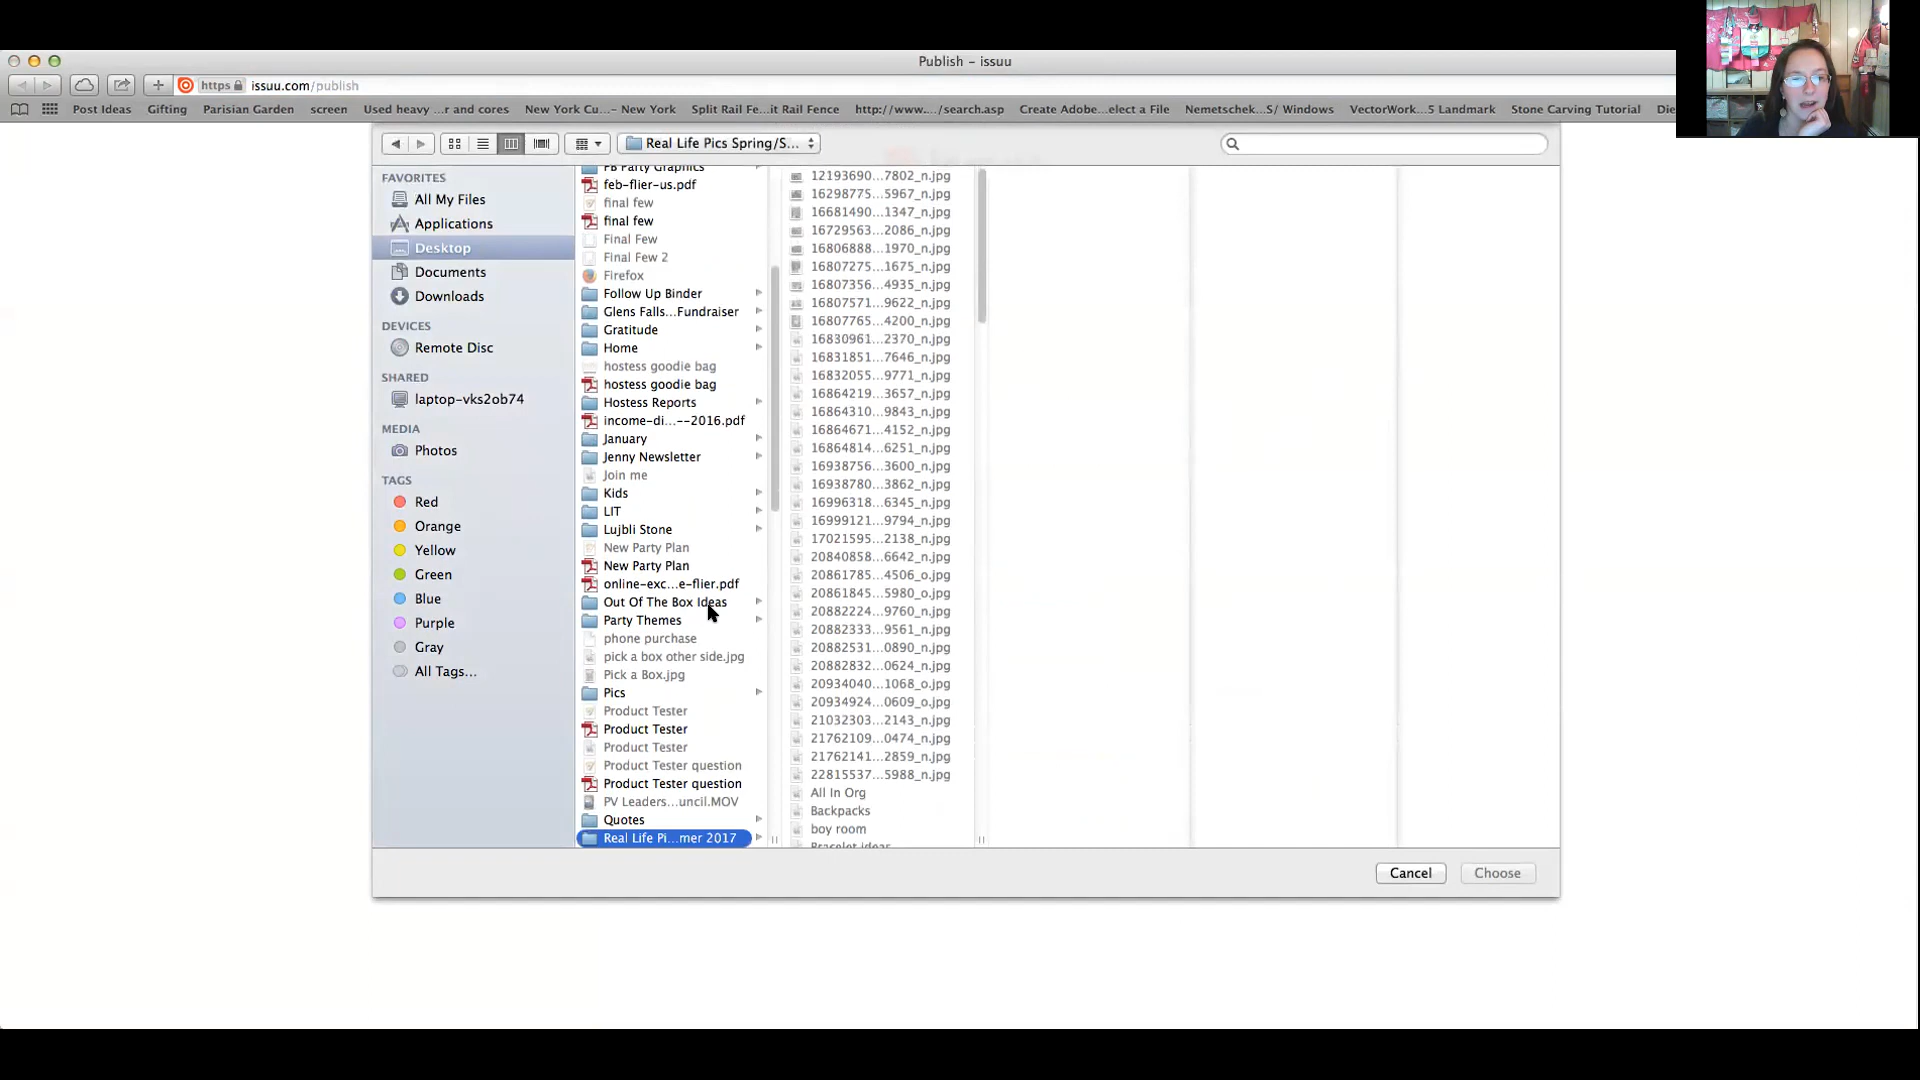 Publish – issuu
https issuu.com/publish
Post Ideas Gifting Parisian Garden screen Used heavy ...r and cores New York Cu...- New York Split Rail Fe...it Rail Fence http://www.../search.asp Create Adobe...elect a File Nemetschek...S/ Windows VectorWork...5 Landmark Stone Carving Tutorial Die
Real Life Pics Spring/S...
FAVORITES
All My Files
Applications
Desktop
Documents
Downloads
DEVICES
Remote Disc
SHARED
laptop-vks2ob74
MEDIA
Photos
TAGS
Red
Orange
Yellow
Green
Blue
Purple
Gray
All Tags...
FB Party Graphics
feb-flier-us.pdf
final few
final few
Final Few
Final Few 2
Firefox
Follow Up Binder
Glens Falls...Fundraiser
Gratitude
Home
hostess goodie bag
hostess goodie bag
Hostess Reports
income-di...--2016.pdf
January
Jenny Newsletter
Join me
Kids
LIT
Lujbli Stone
New Party Plan
New Party Plan
online-exc...e-flier.pdf
Out Of The Box Ideas
Party Themes
phone purchase
pick a box other side.jpg
Pick a Box.jpg
Pics
Product Tester
Product Tester
Product Tester
Product Tester question
Product Tester question
PV Leaders...uncil.MOV
Quotes
Real Life Pi...mer 2017
12193690...7802_n.jpg
16298775...5967_n.jpg
16681490...1347_n.jpg
16729563...2086_n.jpg
16806888...1970_n.jpg
16807275...1675_n.jpg
16807356...4935_n.jpg
16807571...9622_n.jpg
16807765...4200_n.jpg
16830961...2370_n.jpg
16831851...7646_n.jpg
16832055...9771_n.jpg
16864219...3657_n.jpg
16864310...9843_n.jpg
16864671...4152_n.jpg
16864814...6251_n.jpg
16938756...3600_n.jpg
16938780...3862_n.jpg
16996318...6345_n.jpg
16999121...9794_n.jpg
17021595...2138_n.jpg
20840858...6642_n.jpg
20861785...4506_o.jpg
20861845...5980_o.jpg
20882224...9760_n.jpg
20882333...9561_n.jpg
20882531...0890_n.jpg
20882832...0624_n.jpg
20934040...1068_o.jpg
20934924...0609_o.jpg
21032303...2143_n.jpg
21762109...0474_n.jpg
21762141...2859_n.jpg
22815537...5988_n.jpg
All In Org
Backpacks
boy room
Bracelet ideas
Cancel Choose